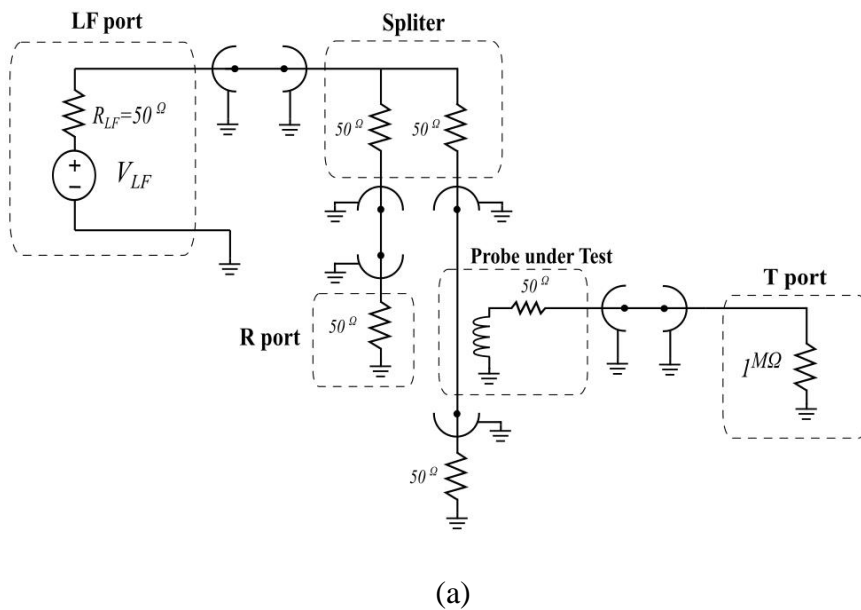 LF port
Spliter
R_LF=50 Ω
V_LF
50 Ω
50 Ω
Probe under Test
50 Ω
T port
R port
50 Ω
1 MΩ
50 Ω
(a)